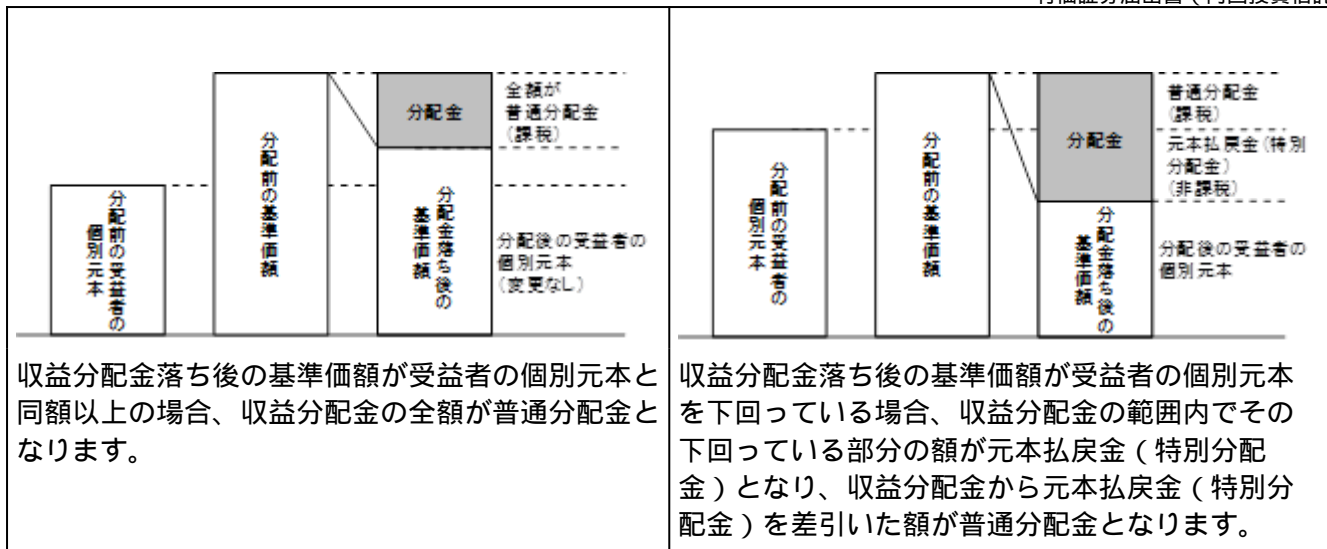 全額が
普通分配金
(課税)
分配金
分配前の基準価額
分配前の受益者の
個別元本
分配金落ち後の
基準価額
分配後の受益者の
個別元本
(変更なし)
収益分配金落ち後の基準価額が受益者の個別元本と
同額以上の場合、収益分配金の全額が普通分配金と
なります。
普通分配金
(課税)
分配金
元本払戻金(特別
分配金)
(非課税)
分配前の基準価額
分配前の受益者の
個別元本
分配金落ち後の
基準価額
分配後の受益者の
個別元本
収益分配金落ち後の基準価額が受益者の個別元本
を下回っている場合、収益分配金の範囲内でその
下回っている部分の額が元本払戻金（特別分配
金）となり、収益分配金から元本払戻金（特別分
配金）を差引いた額が普通分配金となります。